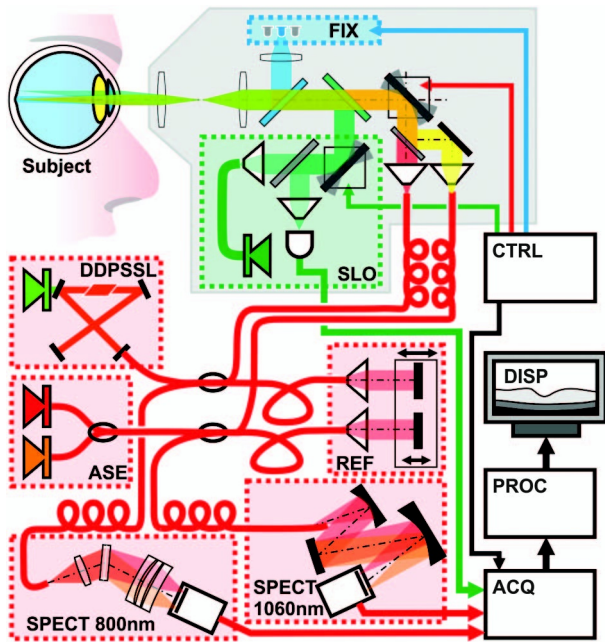 FIX
Subject
SLO
CTRL
DDPSSL
DISP
ASE
REF
PROC
SPECT
1060nm
ACQ
SPECT 800nm